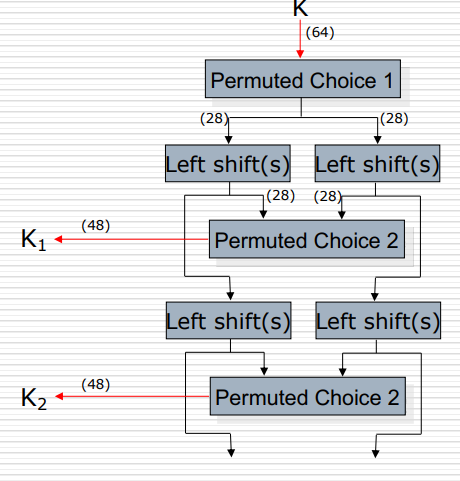 K
(64)
Permuted Choice 1
(28) (28)
Left shift(s) Left shift(s)
(28) (28)
K1 (48) Permuted Choice 2
Left shift(s) Left shift(s)
K2 (48) Permuted Choice 2